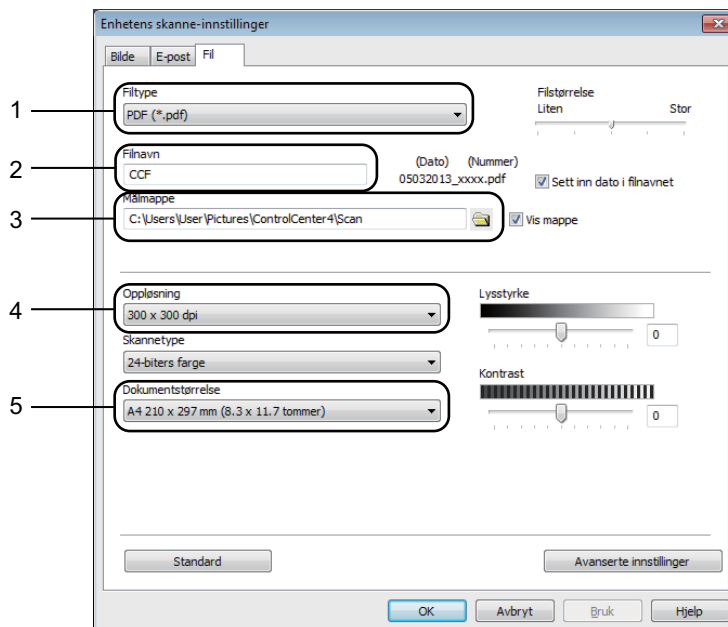 Enhetens skanne-innstillinger
Bilde E-post Fil
1
Filtype
PDF (*.pdf)
Filstørrelse
Liten Stor
2
Filnavn
CCF
(Dato) (Nummer)
05032013_xxxx.pdf
Sett inn dato i filnavnet
3
Målmappe
C:\Users\User\Pictures\ControlCenter4\Scan
Vis mappe
4
Oppløsning
300 x 300 dpi
Lysstyrke
0
Skannetype
24-biters farge
Kontrast
0
5
Dokumentstørrelse
A4 210 x 297 mm (8.3 x 11.7 tommer)
Standard Avanserte innstillinger
OK Avbryt Bruk Hjelp